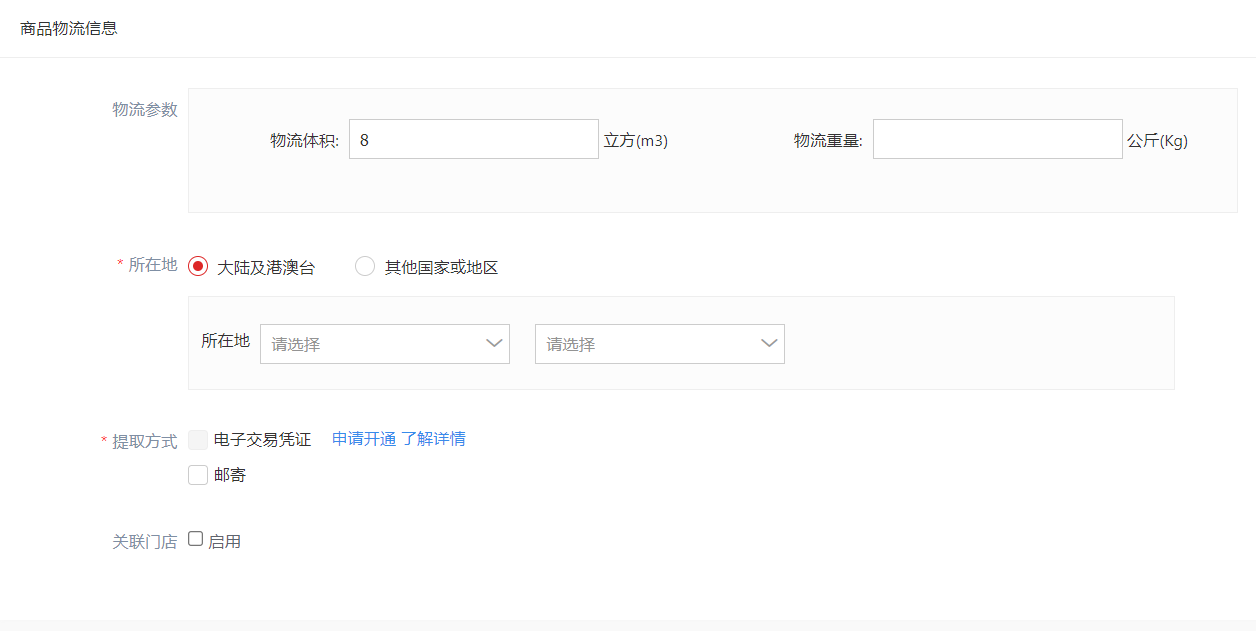 商品物流信息
物流参数
物流体积: 8 立方(m3) 物流重量: 公斤(Kg)
* 所在地 大陆及港澳台 其他国家或地区
所在地 请选择 请选择
* 提取方式 电子交易凭证 申请开通 了解详情
邮寄
关联门店 启用